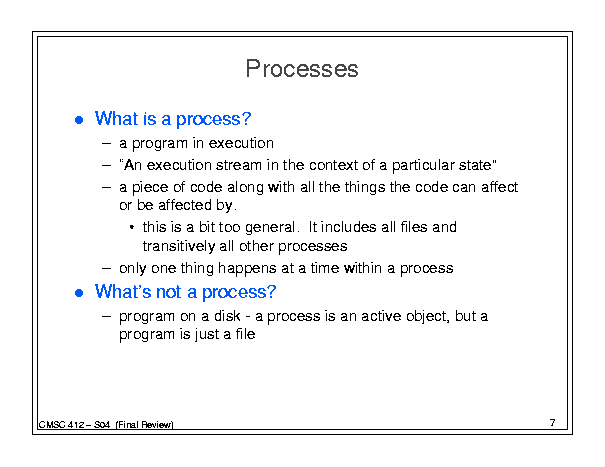 Processes
● What is a process?
– a program in execution
– "An execution stream in the context of a particular state"
– a piece of code along with all the things the code can affect
or be affected by.
• this is a bit too general.  It includes all files and
transitively all other processes
– only one thing happens at a time within a process
● What's not a process?
– program on a disk - a process is an active object, but a
program is just a file
CMSC 412 – S04  (Final Review)
7